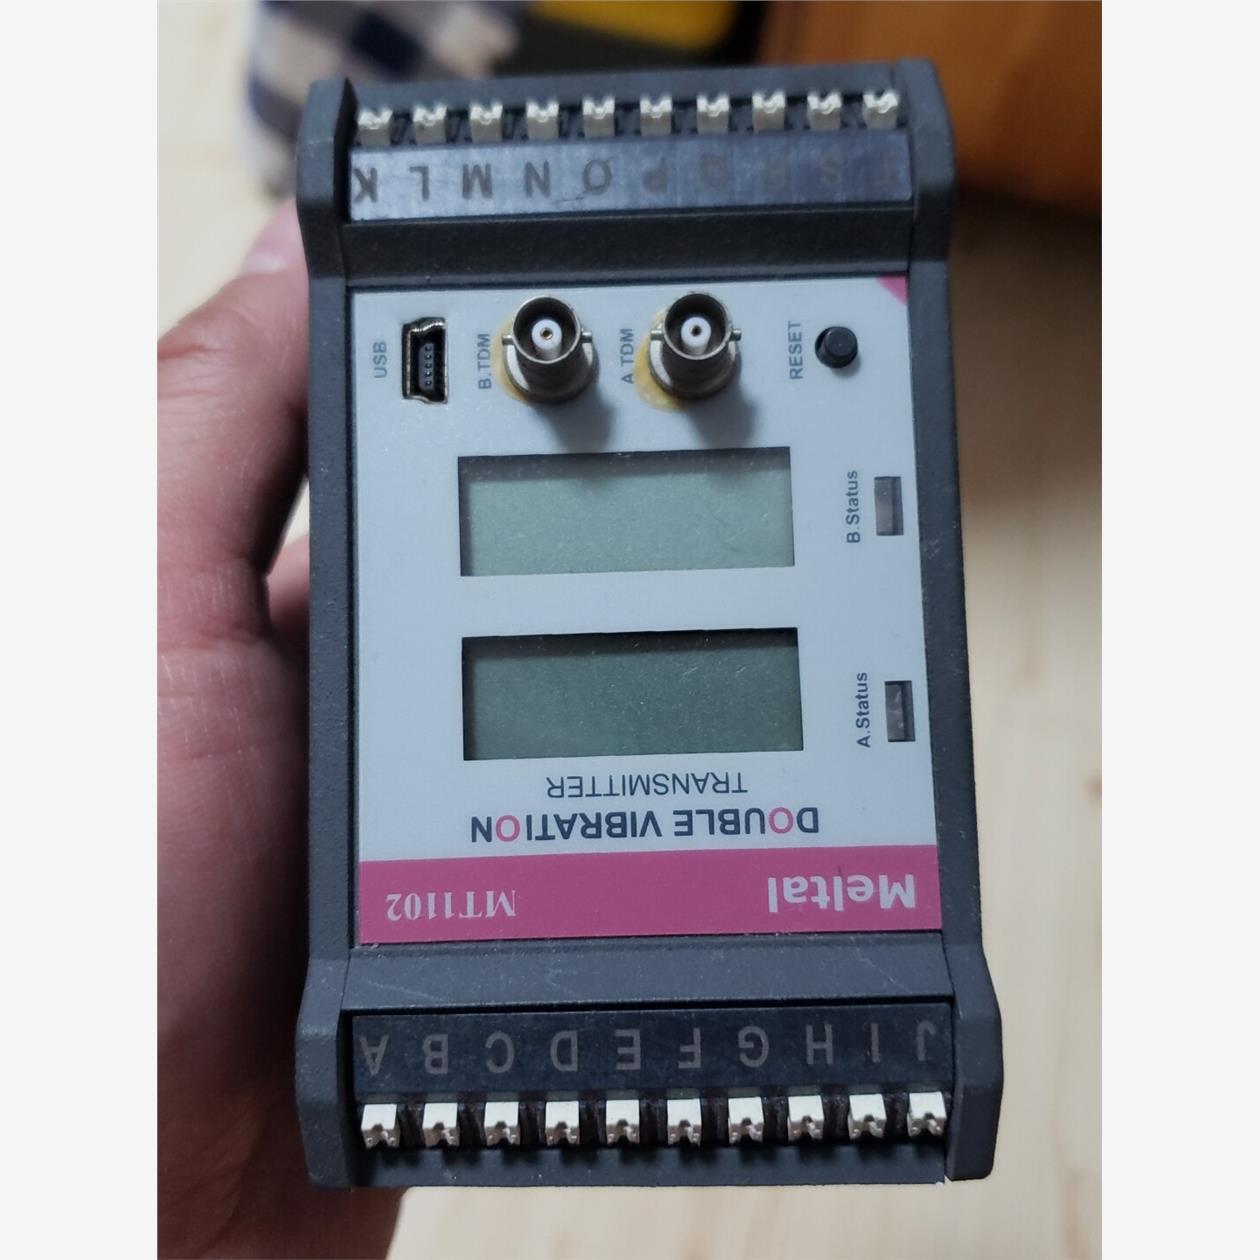 J I H G F E D C B A
Meltal MT1102
DOUBLE VIBRATION
TRANSMITTER
A.Status
B.Status
RESET
A.TDM
B.TDM
USB
T S R Q P O N M L K